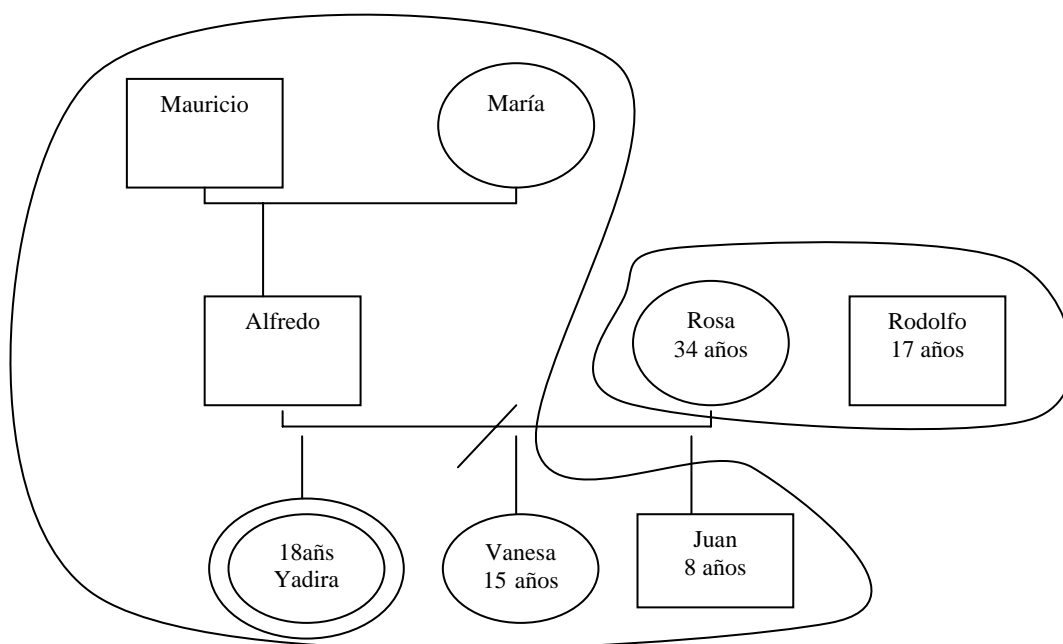 Mauricio
María
Alfredo
Rosa
34 años
Rodolfo
17 años
18añs
Yadira
Vanesa
15 años
Juan
8 años